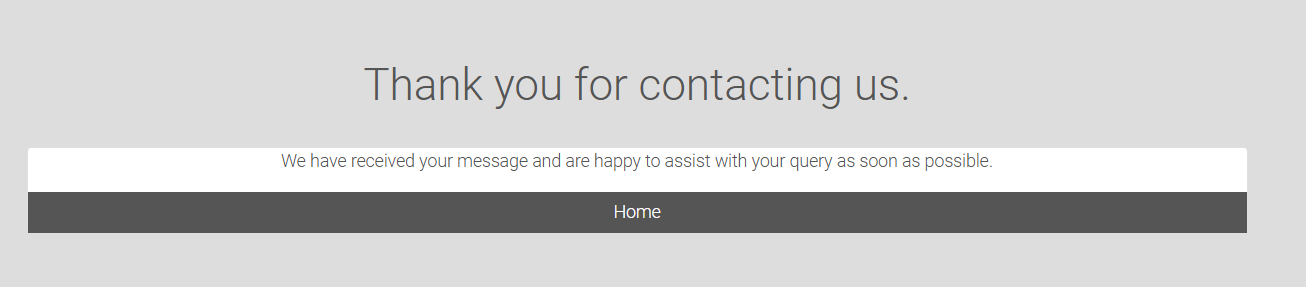 Thank you for contacting us.
We have received your message and are happy to assist with your query as soon as possible.
Home